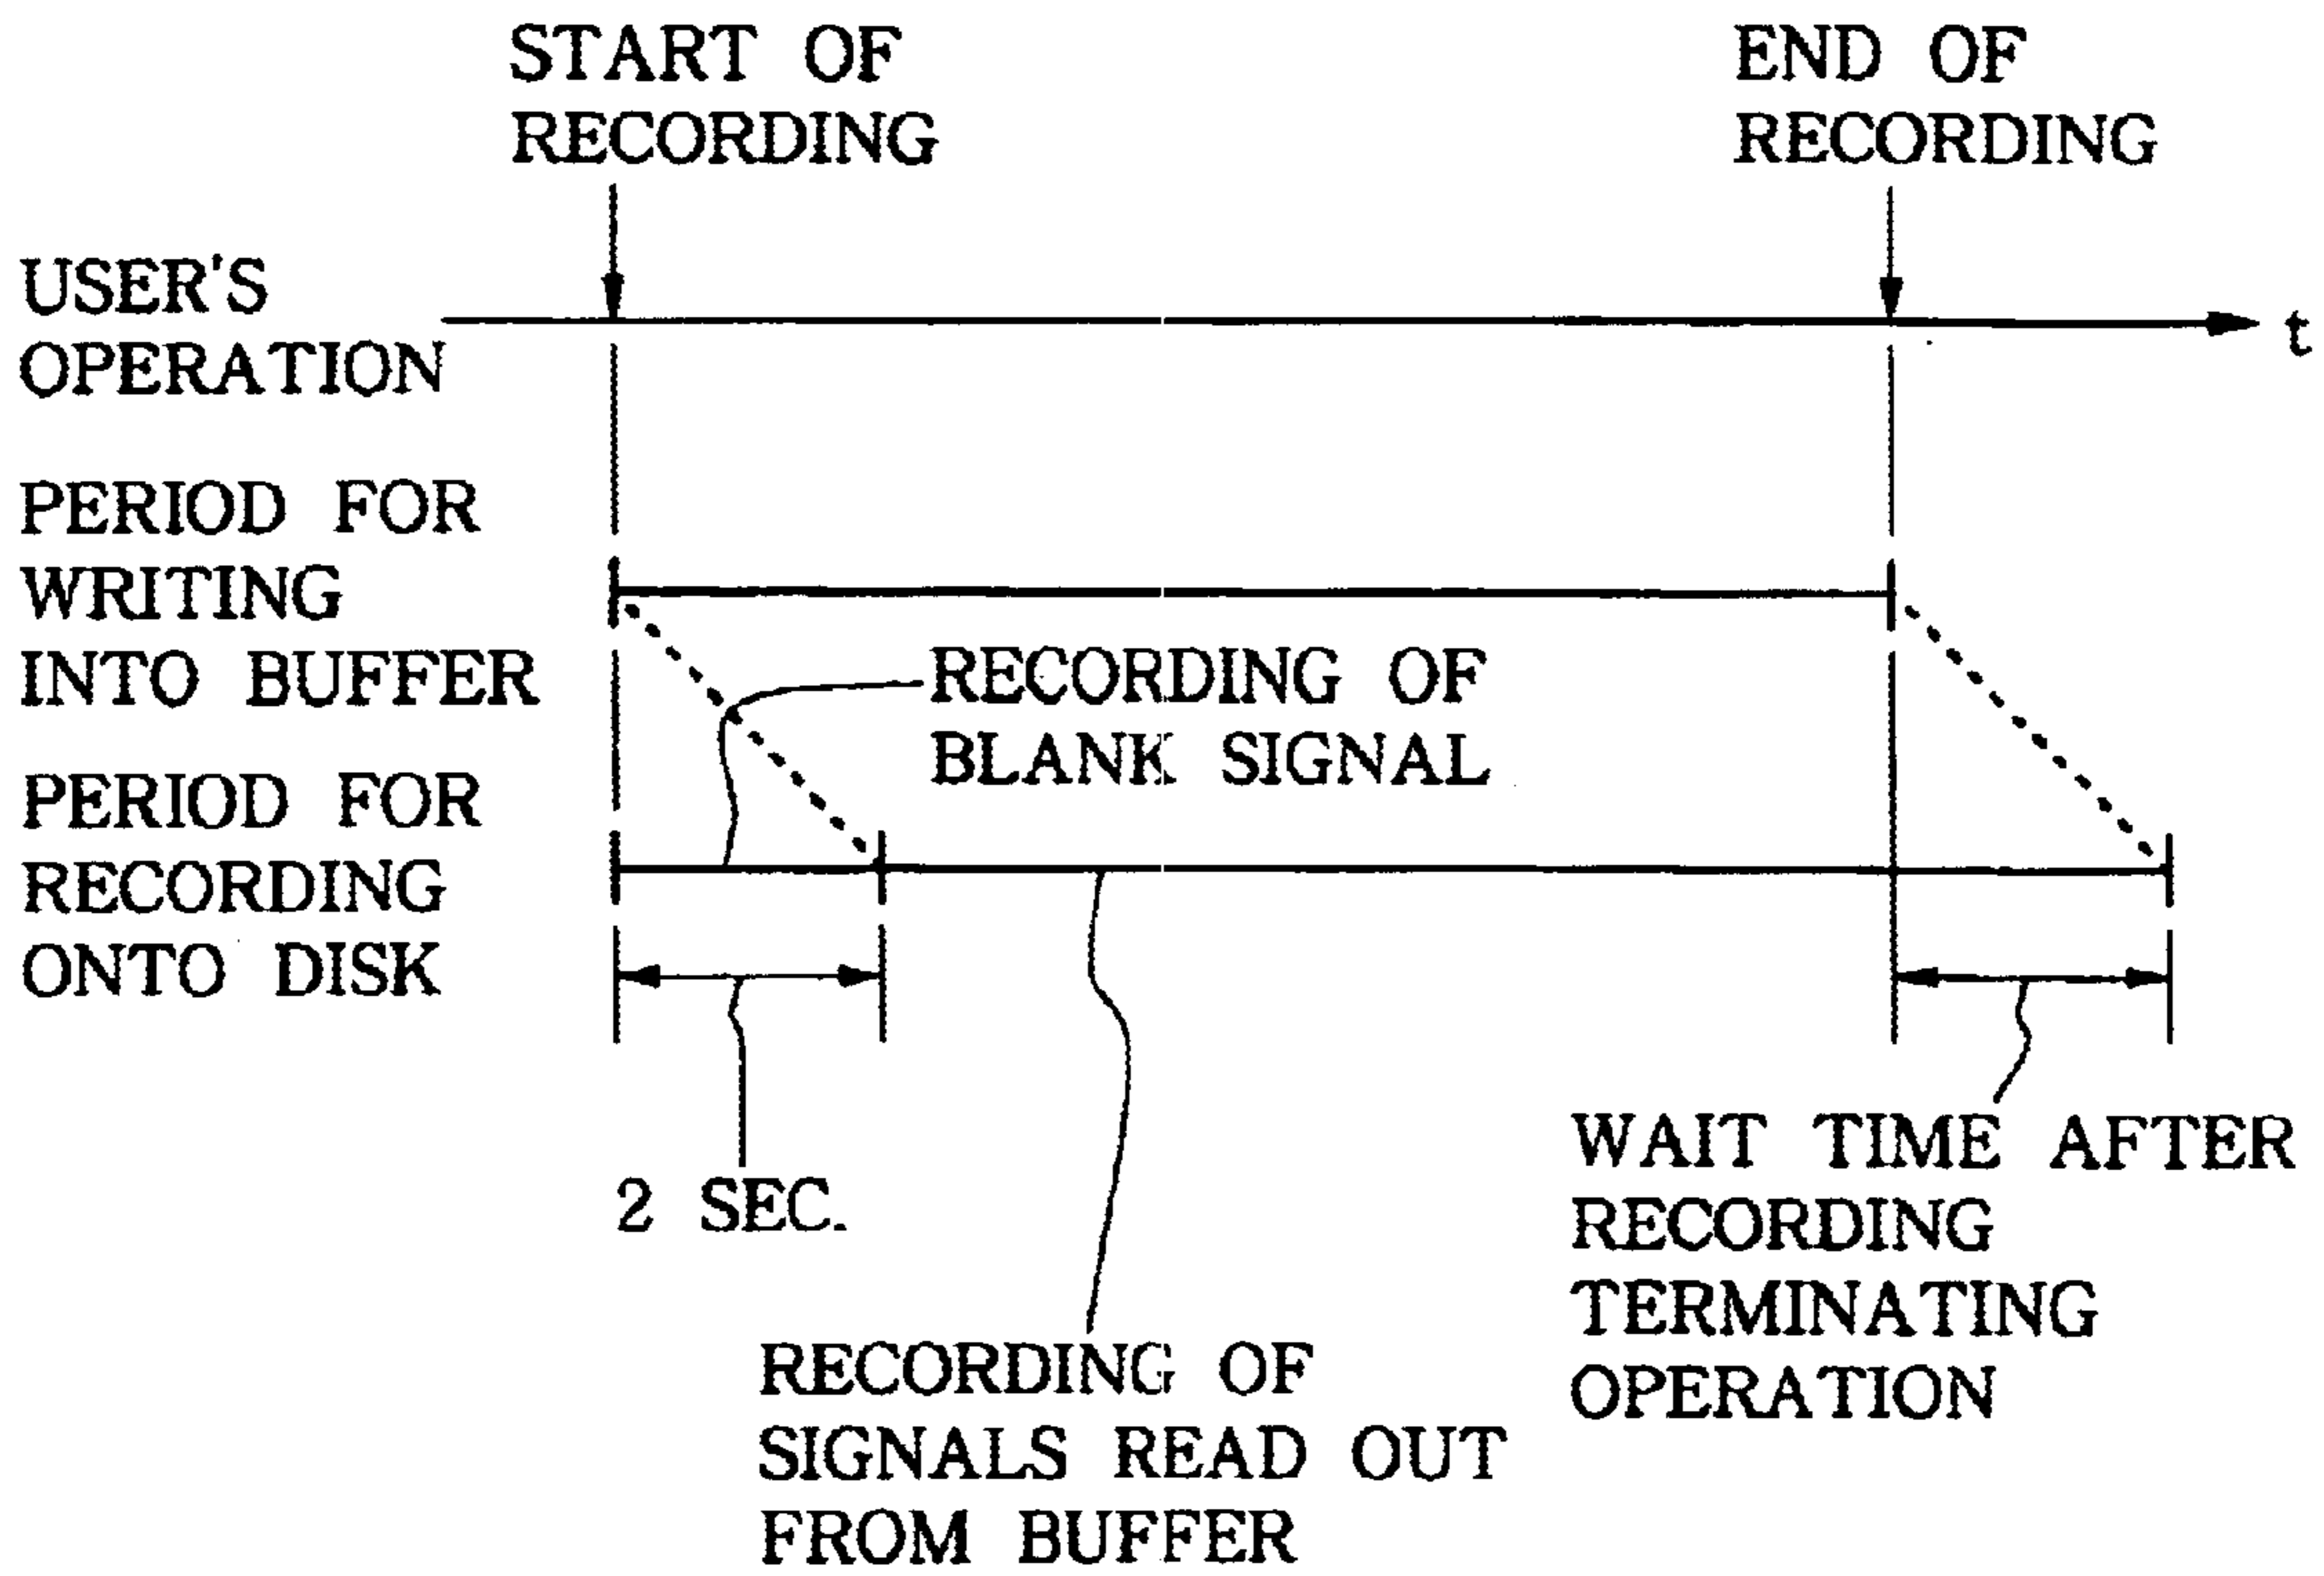 START OF
RECORDING
END OF
RECORDING
USER'S
OPERATION
t
PERIOD FOR
WRITING
INTO BUFFER
RECORDING OF
BLANK SIGNAL
PERIOD FOR
RECORDING
ONTO DISK
2 SEC.
WAIT TIME AFTER
RECORDING
TERMINATING
OPERATION
RECORDING OF
SIGNALS READ OUT
FROM BUFFER